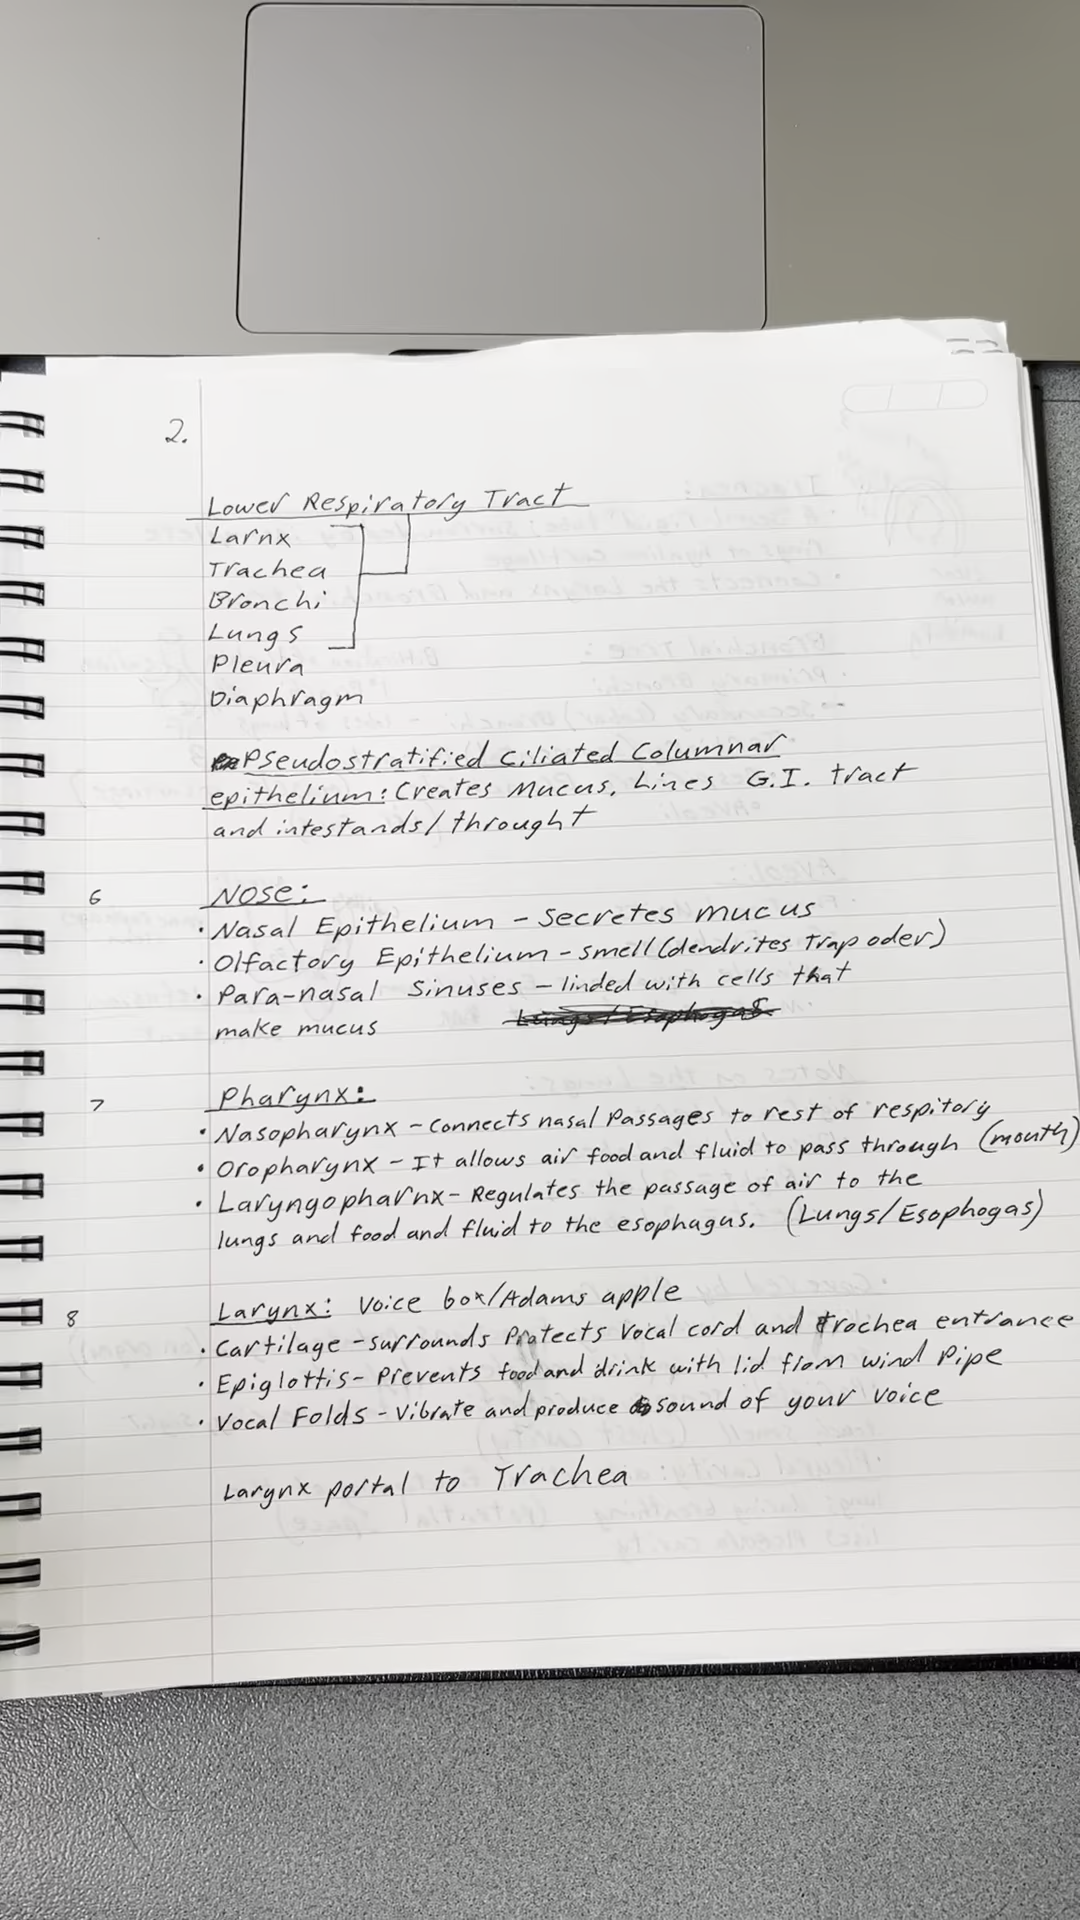 2.
Lower Respiratory Tract
Larnx
Trachea
Bronchi
Lungs
Pleura
Diaphragm
Pseudostratified Ciliated Columnar
epithelium: Creates Mucus, Lines G.I. tract
and intestands/throught
6 Nose:
• Nasal Epithelium - Secretes mucus
• Olfactory Epithelium - smell (dendrites trap oder)
• Para-nasal Sinuses - linded with cells that
make mucus Lungs/Esophogas
7 Pharynx:
• Nasopharynx - Connects nasal Passages to rest of respitory
• Oropharynx - It allows air food and fluid to pass through (mouth)
• Laryngopharnx - Regulates the passage of air to the
lungs and food and fluid to the esophagus. (Lungs/Esophogas)
8 Larynx: Voice box/Adams apple
• Cartilage - surrounds Protects vocal cord and trochea entrance
• Epiglottis - Prevents food and drink with lid from wind Pipe
• Vocal Folds - Vibrate and produce sound of your voice
Larynx portal to Trachea